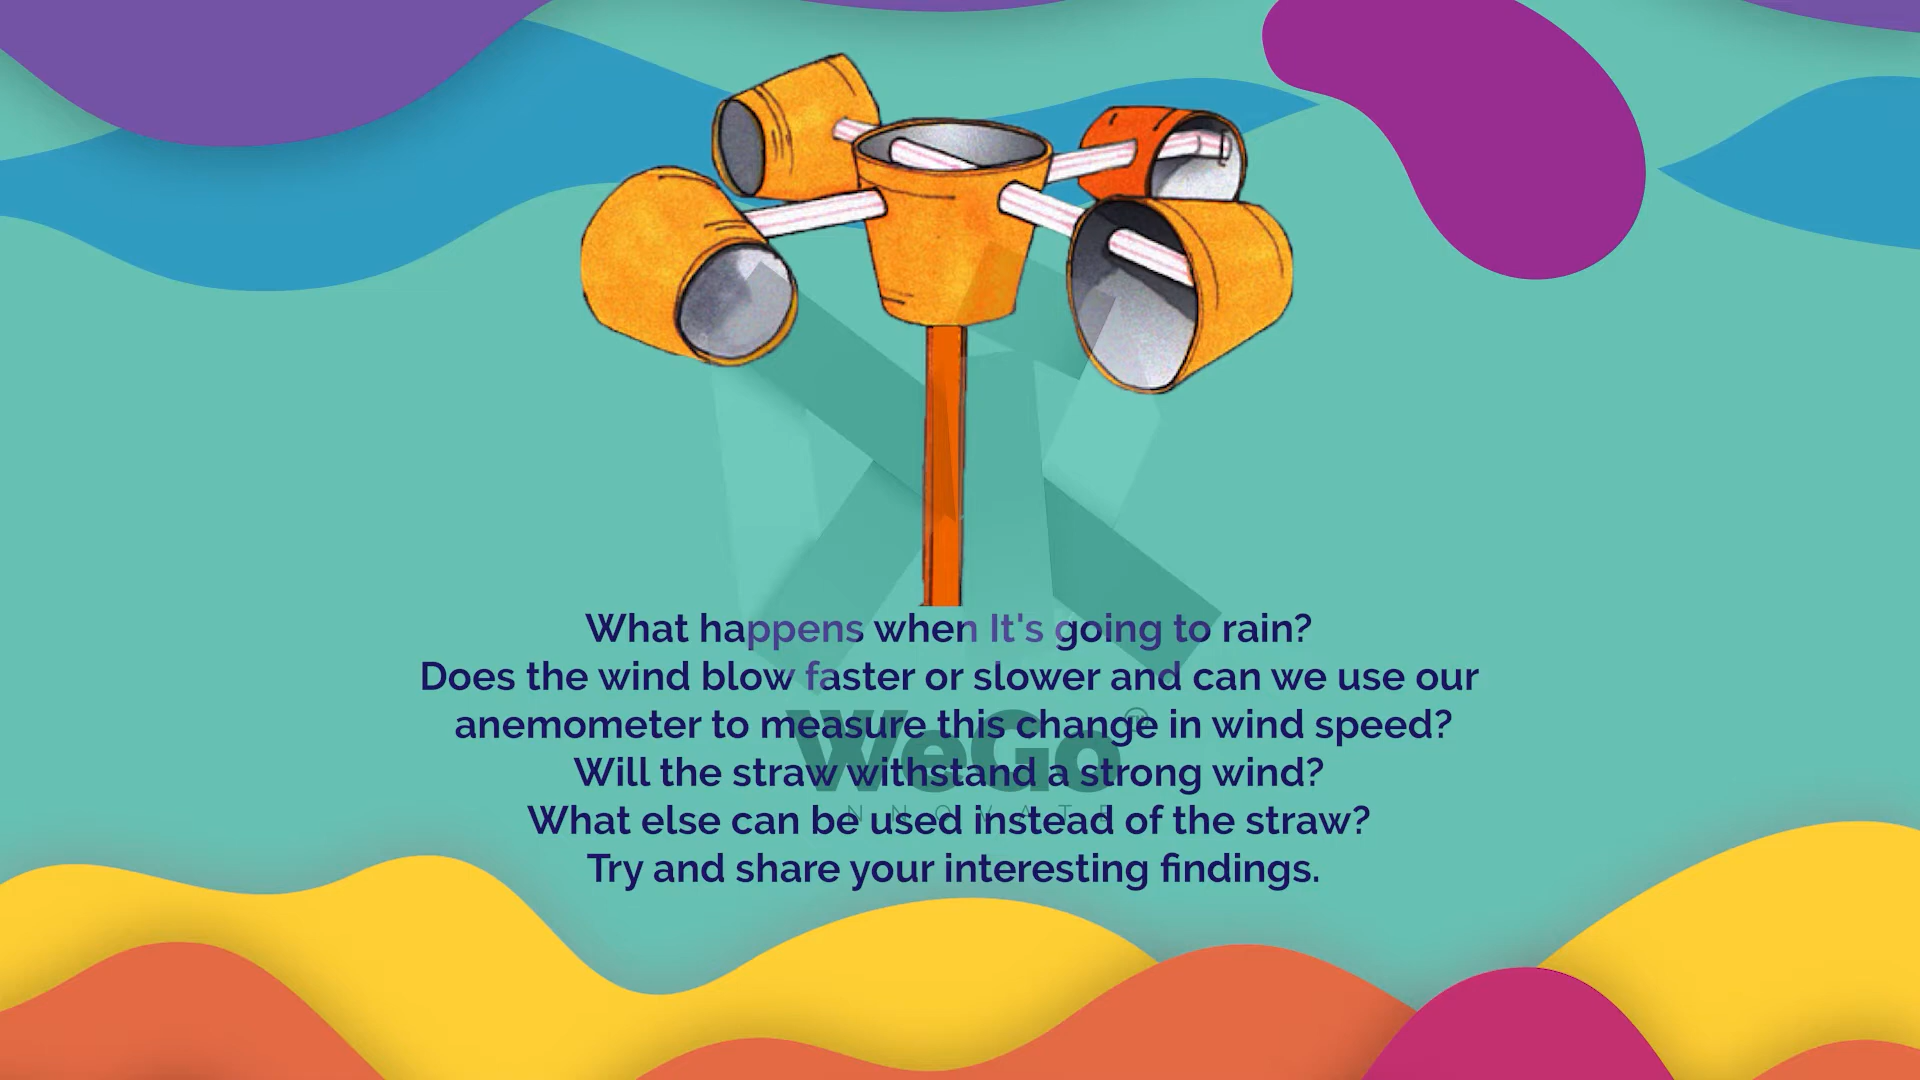 What happens when It's going to rain?
Does the wind blow faster or slower and can we use our
anemometer to measure this change in wind speed?
Will the straw withstand a strong wind?
What else can be used instead of the straw?
Try and share your interesting findings.
WeGo®
INNOVATE